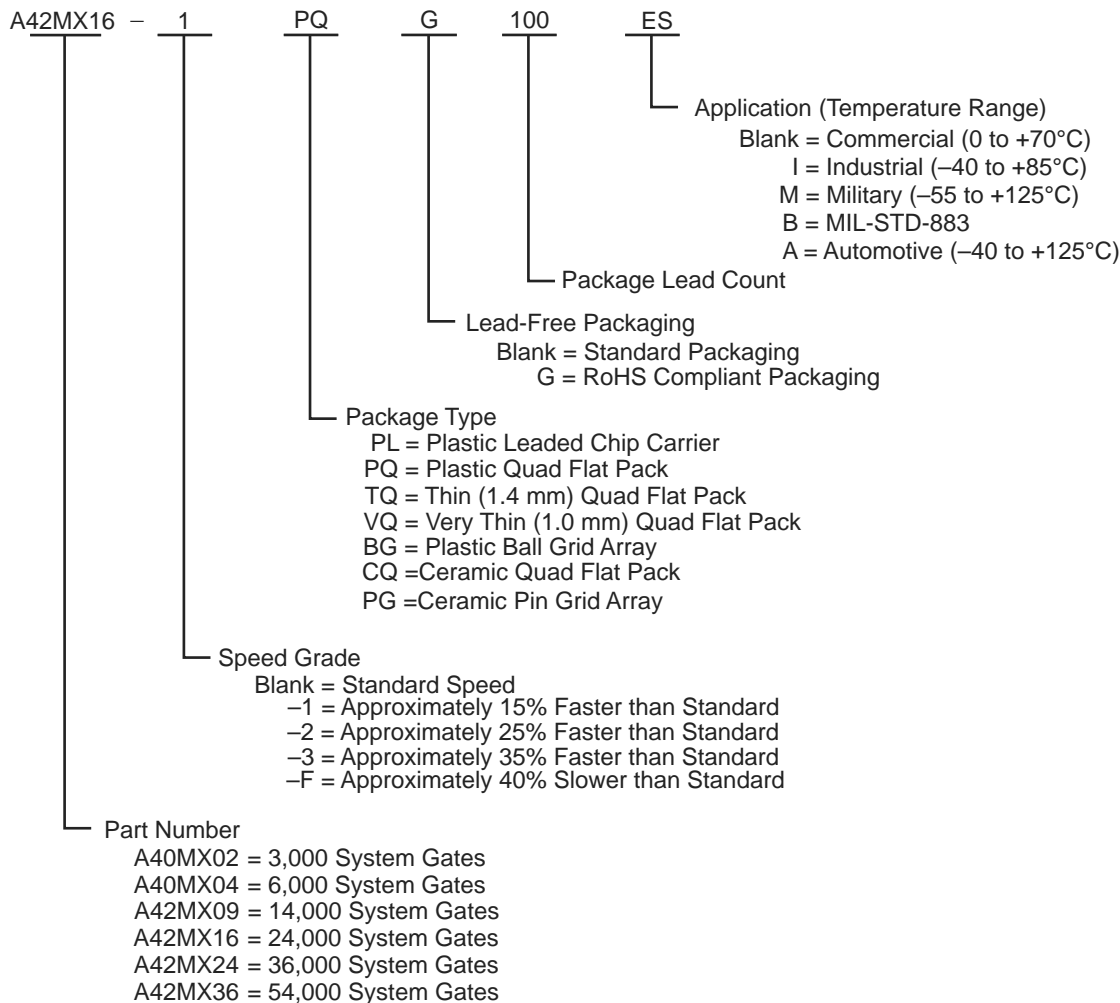 A42MX16 – 1 PQ G 100 ES
Application (Temperature Range)
Blank = Commercial (0 to +70°C)
I = Industrial (–40 to +85°C)
M = Military (–55 to +125°C)
B = MIL-STD-883
A = Automotive (–40 to +125°C)
Package Lead Count
Lead-Free Packaging
Blank = Standard Packaging
G = RoHS Compliant Packaging
Package Type
PL = Plastic Leaded Chip Carrier
PQ = Plastic Quad Flat Pack
TQ = Thin (1.4 mm) Quad Flat Pack
VQ = Very Thin (1.0 mm) Quad Flat Pack
BG = Plastic Ball Grid Array
CQ =Ceramic Quad Flat Pack
PG =Ceramic Pin Grid Array
Speed Grade
Blank = Standard Speed
–1 = Approximately 15% Faster than Standard
–2 = Approximately 25% Faster than Standard
–3 = Approximately 35% Faster than Standard
–F = Approximately 40% Slower than Standard
Part Number
A40MX02 = 3,000 System Gates
A40MX04 = 6,000 System Gates
A42MX09 = 14,000 System Gates
A42MX16 = 24,000 System Gates
A42MX24 = 36,000 System Gates
A42MX36 = 54,000 System Gates